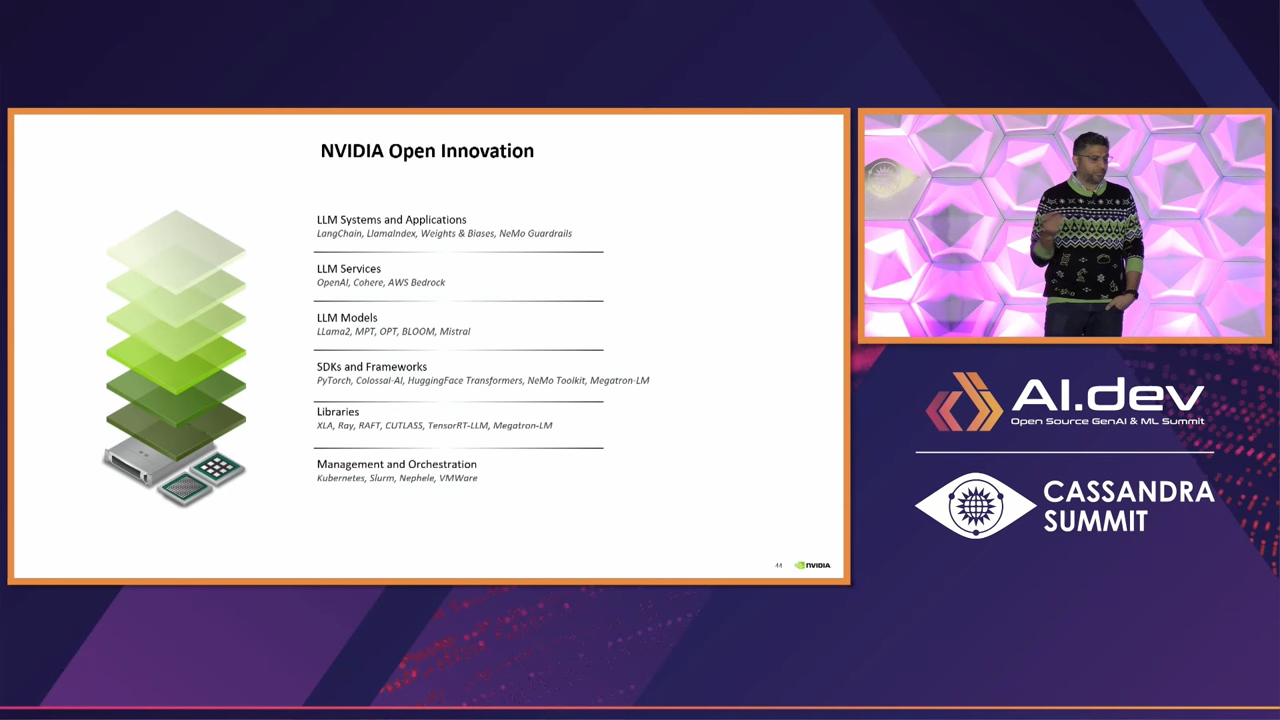 NVIDIA Open Innovation
LLM Systems and Applications
LangChain, LlamaIndex, Weights & Biases, NeMo Guardrails
LLM Services
OpenAI, Cohere, AWS Bedrock
LLM Models
LLama2, MPT, OPT, BLOOM, Mistral
SDKs and Frameworks
PyTorch, Colossal-AI, HuggingFace Transformers, NeMo Toolkit, Megatron-LM
Libraries
XLA, Ray, RAFT, CUTLASS, TensorRT-LLM, Megatron-LM
Management and Orchestration
Kubernetes, Slurm, Nephele, VMWare
44
NVIDIA
AI.dev
Open Source GenAI & ML Summit
CASSANDRA
SUMMIT